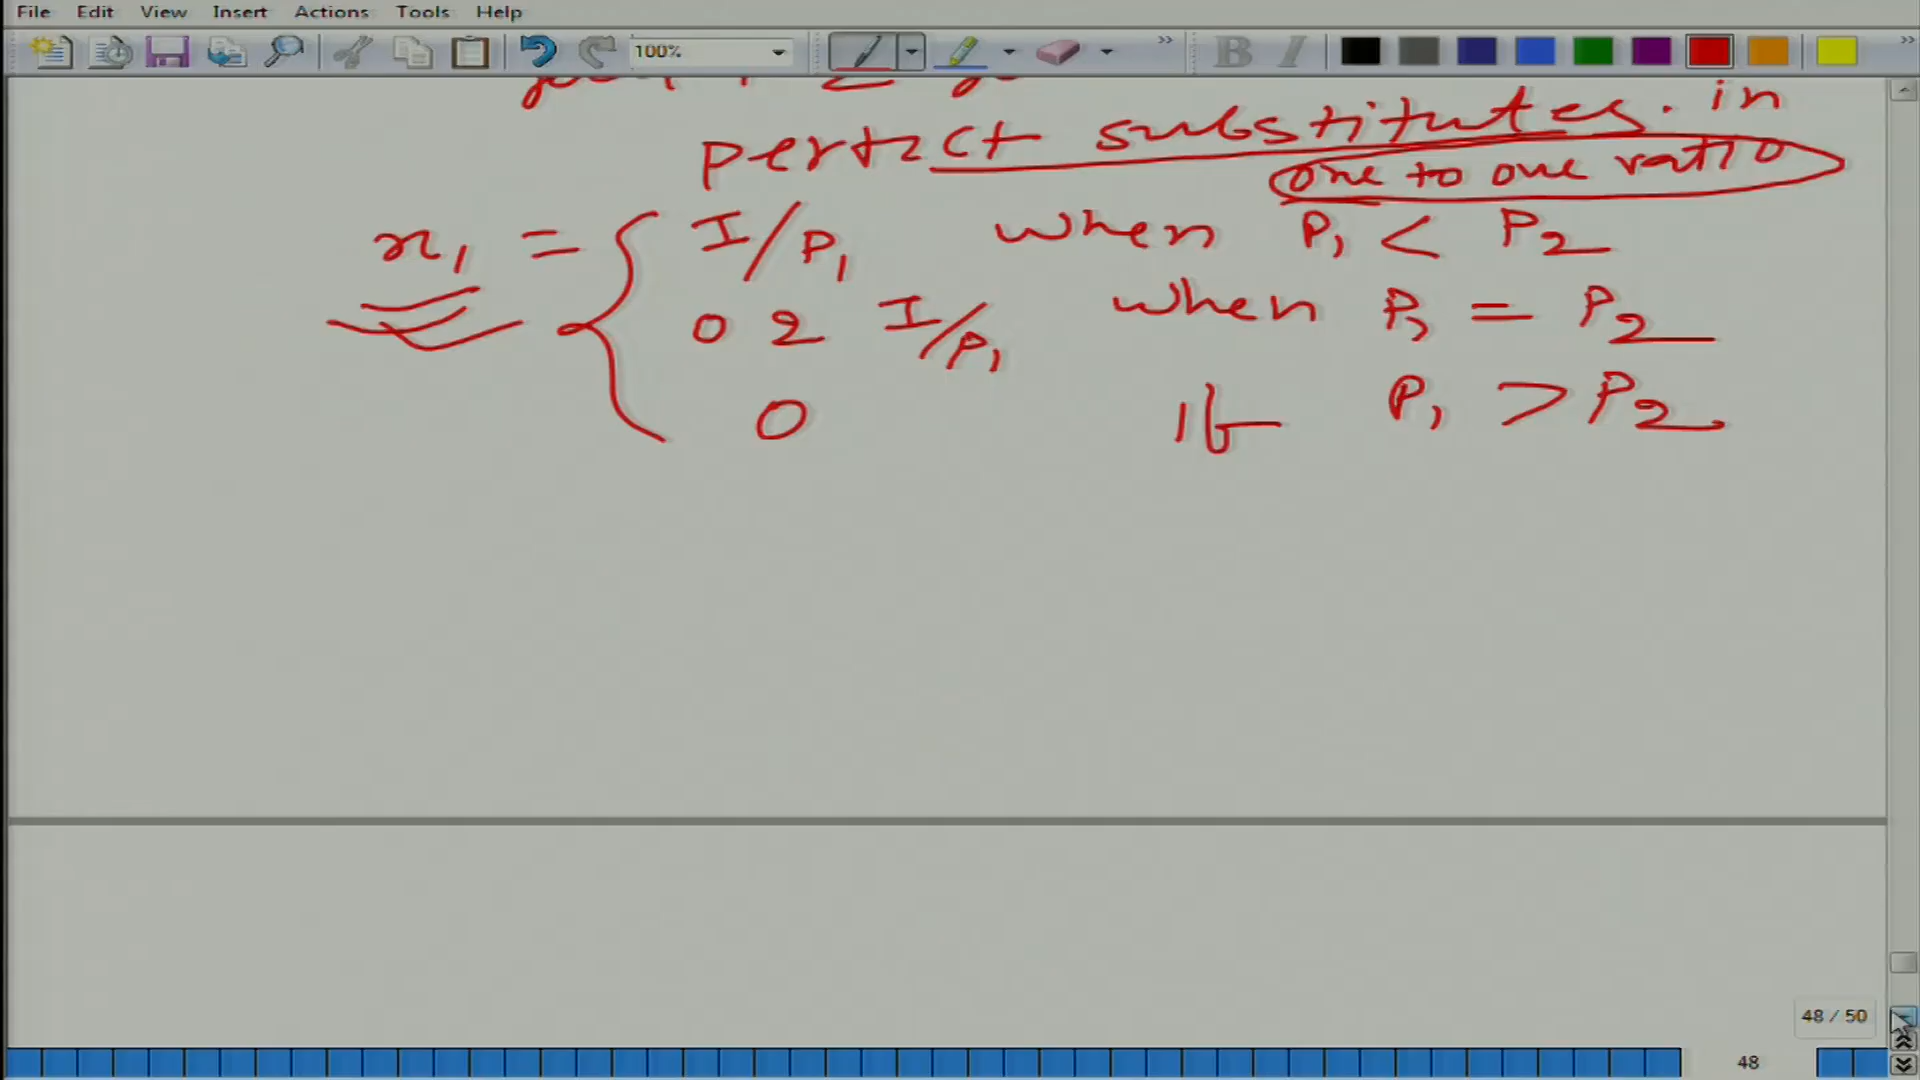 File Edit View Insert Actions Tools Help
100%
B I
perfect substitutes. in
one to one ratio
x1 = { I/P1 when P1 < P2
0 2 I/P1 when P1 = P2
0 if P1 > P2
48 / 50
48